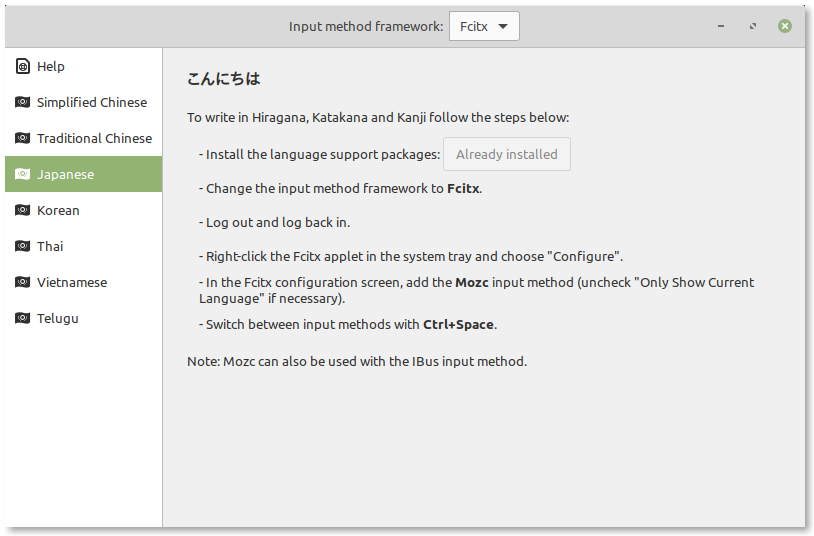 Input method framework: Fcitx
Help
Simplified Chinese
Traditional Chinese
Japanese
Korean
Thai
Vietnamese
Telugu
こんにちは
To write in Hiragana, Katakana and Kanji follow the steps below:
- Install the language support packages: Already installed
- Change the input method framework to Fcitx.
- Log out and log back in.
- Right-click the Fcitx applet in the system tray and choose "Configure".
- In the Fcitx configuration screen, add the Mozc input method (uncheck "Only Show Current
Language" if necessary).
- Switch between input methods with Ctrl+Space.
Note: Mozc can also be used with the IBus input method.